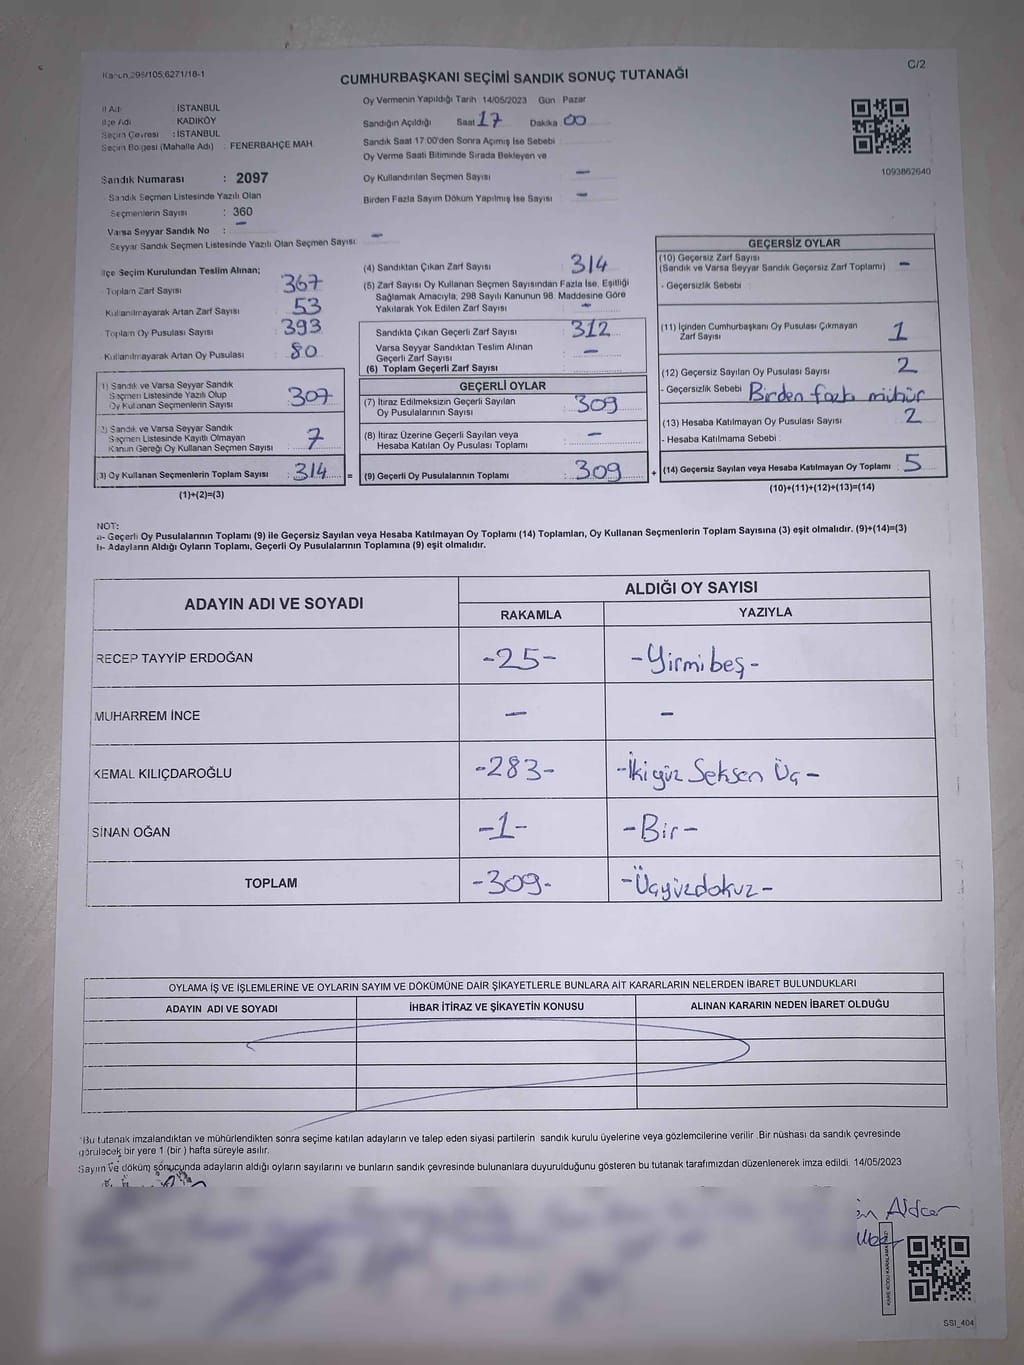 Kanun:298/105;6271/18-1
C/2
CUMHURBAŞKANI SEÇİMİ SANDIK SONUÇ TUTANAĞI
İl Adı : İSTANBUL
İlçe Adı KADIKÖY
Seçim Çevresi : İSTANBUL
Seçim Bölgesi (Mahalle Adı) : FENERBAHÇE MAH.
Oy Vermenin Yapıldığı Tarih 14/05/2023 Gün Pazar
Sandığın Açıldığı Saat 17 Dakika 00
Sandık Saat 17:00'den Sonra Açımış İse Sebebi
Oy Verme Saati Bitiminde Sırada Bekleyen ve
Oy Kullandırılan Seçmen Sayısı —
Birden Fazla Sayım Döküm Yapılmış İse Sayısı —
1093862640
Sandık Numarası : 2097
Sandık Seçmen Listesinde Yazılı Olan
Seçmenlerin Sayısı : 360
Varsa Seyyar Sandık No : —
Seyyar Sandık Seçmen Listesinde Yazılı Olan Seçmen Sayısı: —
İlçe Seçim Kurulundan Teslim Alınan;
Toplam Zarf Sayısı : 367
Kullanılmayarak Artan Zarf Sayısı : 53
Toplam Oy Pusulası Sayısı : 393
Kullanılmayarak Artan Oy Pusulası : 80
1) Sandık ve Varsa Seyyar Sandık
Seçmen Listesinde Yazılı Olup
Oy Kullanan Seçmenlerin Sayısı : 307
2) Sandık ve Varsa Seyyar Sandık
Seçmen Listesinde Kayıtlı Olmayan
Kanun Gereği Oy Kullanan Seçmen Sayısı : 7
(3) Oy Kullanan Seçmenlerin Toplam Sayısı : 314 =
(1)+(2)=(3)
(4) Sandıktan Çıkan Zarf Sayısı 314
(5) Zarf Sayısı Oy Kullanan Seçmen Sayısından Fazla İse, Eşitliği
Sağlamak Amacıyla, 298 Sayılı Kanunun 98. Maddesine Göre
Yakılarak Yok Edilen Zarf Sayısı : —
Sandıkta Çıkan Geçerli Zarf Sayısı : 312
Varsa Seyyar Sandıktan Teslim Alınan
Geçerli Zarf Sayısı : —
(6) Toplam Geçerli Zarf Sayısı :
GEÇERLİ OYLAR
(7) İtiraz Edilmeksizin Geçerli Sayılan
Oy Pusulalarının Sayısı : 309
(8) İtiraz Üzerine Geçerli Sayılan veya
Hesaba Katılan Oy Pusulası Toplamı : —
(9) Geçerli Oy Pusulalarının Toplamı : 309 +
GEÇERSİZ OYLAR
(10) Geçersiz Zarf Sayısı
(Sandık ve Varsa Seyyar Sandık Geçersiz Zarf Toplamı) —
- Geçersizlik Sebebi :
(11) İçinden Cumhurbaşkanı Oy Pusulası Çıkmayan
Zarf Sayısı 1
(12) Geçersiz Sayılan Oy Pusulası Sayısı 2
- Geçersizlik Sebebi Birden fazla mühür
(13) Hesaba Katılmayan Oy Pusulası Sayısı 2
- Hesaba Katılmama Sebebi :
(14) Geçersiz Sayılan veya Hesaba Katılmayan Oy Toplamı : 5
(10)+(11)+(12)+(13)=(14)
NOT:
a- Geçerli Oy Pusulalarının Toplamı (9) ile Geçersiz Sayılan veya Hesaba Katılmayan Oy Toplamı (14) Toplamları, Oy Kullanan Seçmenlerin Toplam Sayısına (3) eşit olmalıdır. (9)+(14)=(3)
b- Adayların Aldığı Oyların Toplamı, Geçerli Oy Pusulalarının Toplamına (9) eşit olmalıdır.
ADAYIN ADI VE SOYADI
ALDIĞI OY SAYISI
RAKAMLA YAZIYLA
RECEP TAYYİP ERDOĞAN -25- -Yirmibeş-
MUHARREM İNCE — —
KEMAL KILIÇDAROĞLU -283- -İkiyüz Seksen Üç-
SİNAN OĞAN -1- -Bir-
TOPLAM -309- -Üçyüzdokuz-
OYLAMA İŞ VE İŞLEMLERİNE VE OYLARIN SAYIM VE DÖKÜMÜNE DAİR ŞİKAYETLERLE BUNLARA AİT KARARLARIN NELERDEN İBARET BULUNDUKLARI
ADAYIN ADI VE SOYADI İHBAR İTİRAZ VE ŞİKAYETİN KONUSU ALINAN KARARIN NEDEN İBARET OLDUĞU
*Bu tutanak imzalandıktan ve mühürlendikten sonra seçime katılan adayların ve talep eden siyasi partilerin sandık kurulu üyelerine veya gözlemcilerine verilir .Bir nüshası da sandık çevresinde
görülecek bir yere 1 (bir ) hafta süreyle asılır.
Sayım ve döküm sonucunda adayların aldığı oyların sayılarını ve bunların sandık çevresinde bulunanlara duyurulduğunu gösteren bu tutanak tarafımızdan düzenlenerek imza edildi. 14/05/2023
SS1_404